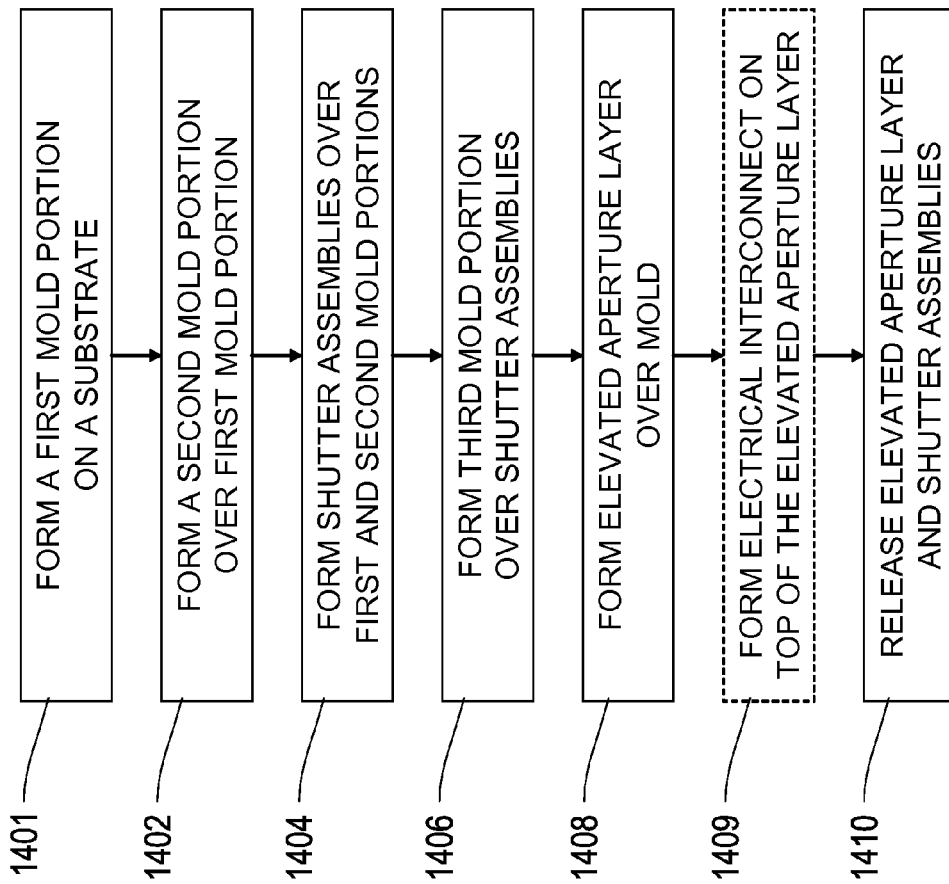 1401
FORM A FIRST MOLD PORTION
ON A SUBSTRATE
1402
FORM A SECOND MOLD PORTION
OVER FIRST MOLD PORTION
1404
FORM SHUTTER ASSEMBLIES OVER
FIRST AND SECOND MOLD PORTIONS
1406
FORM THIRD MOLD PORTION
OVER SHUTTER ASSEMBLIES
1408
FORM ELEVATED APERTURE LAYER
OVER MOLD
1409
FORM ELECTRICAL INTERCONNECT ON
TOP OF THE ELEVATED APERTURE LAYER
1410
RELEASE ELEVATED APERTURE LAYER
AND SHUTTER ASSEMBLIES